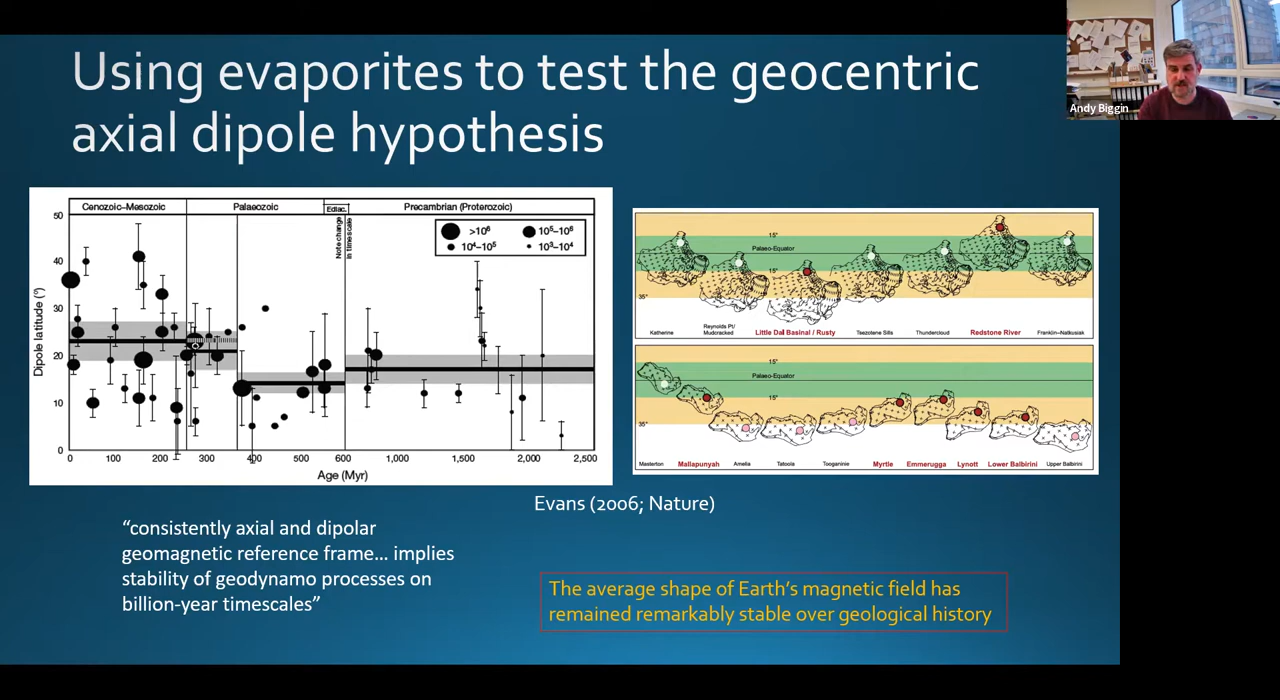 Using evaporites to test the geocentric
axial dipole hypothesis
Andy Biggin
Cenozoic–Mesozoic
Palaeozoic
Ediac.
Precambrian (Proterozoic)
>10⁶
10⁵–10⁶
10⁴–10⁵
10³–10⁴
Note change
in timescale
Dipole latitude (°)
50
40
30
20
10
0
0 100 200 300 400 500 600 1,000 1,500 2,000 2,500
Age (Myr)
15°
Palaeo-Equator
15°
35°
Katherine
Reynolds Pt/
Mudcracked
Little Dal Basinal / Rusty
Teezotene Sills
Thundercloud
Redstone River
Franklin–Natkusiak
15°
Palaeo-Equator
15°
35°
Masterton
Mallapunyah
Amelia
Tatoola
Tooganinie
Myrtle
Emmerugga
Lynott
Lower Balbirini
Upper Balbirini
Evans (2006; Nature)
“consistently axial and dipolar
geomagnetic reference frame... implies
stability of geodynamo processes on
billion-year timescales”
The average shape of Earth’s magnetic field has
remained remarkably stable over geological history